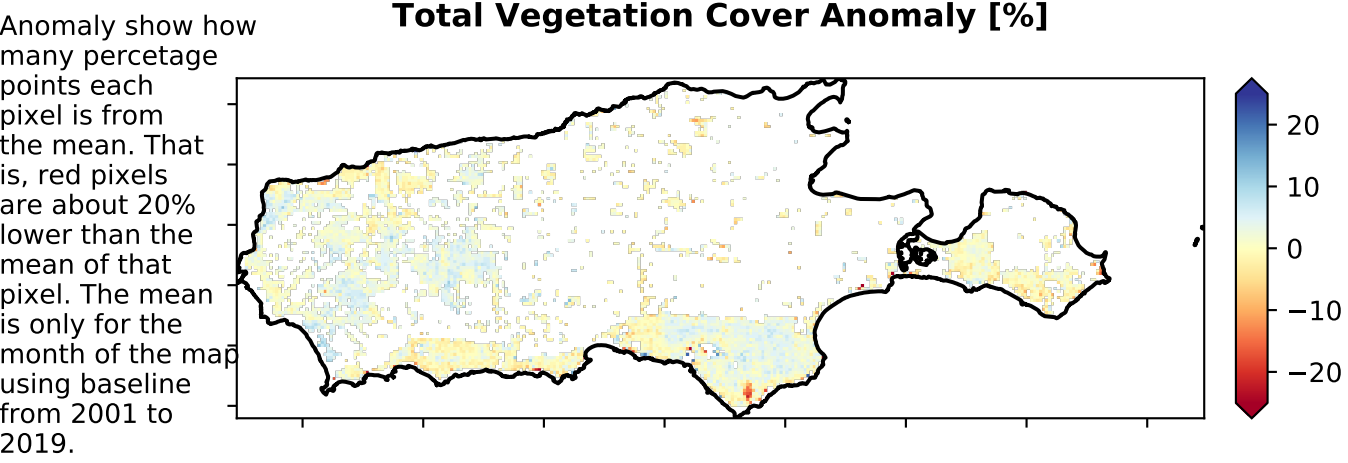 Total Vegetation Cover Anomaly [%]
Anomaly show how
many percetage
points each
pixel is from
the mean. That
is, red pixels
are about 20%
lower than the
mean of that
pixel. The mean
is only for the
month of the map
using baseline
from 2001 to
2019.
20
10
0
−10
−20